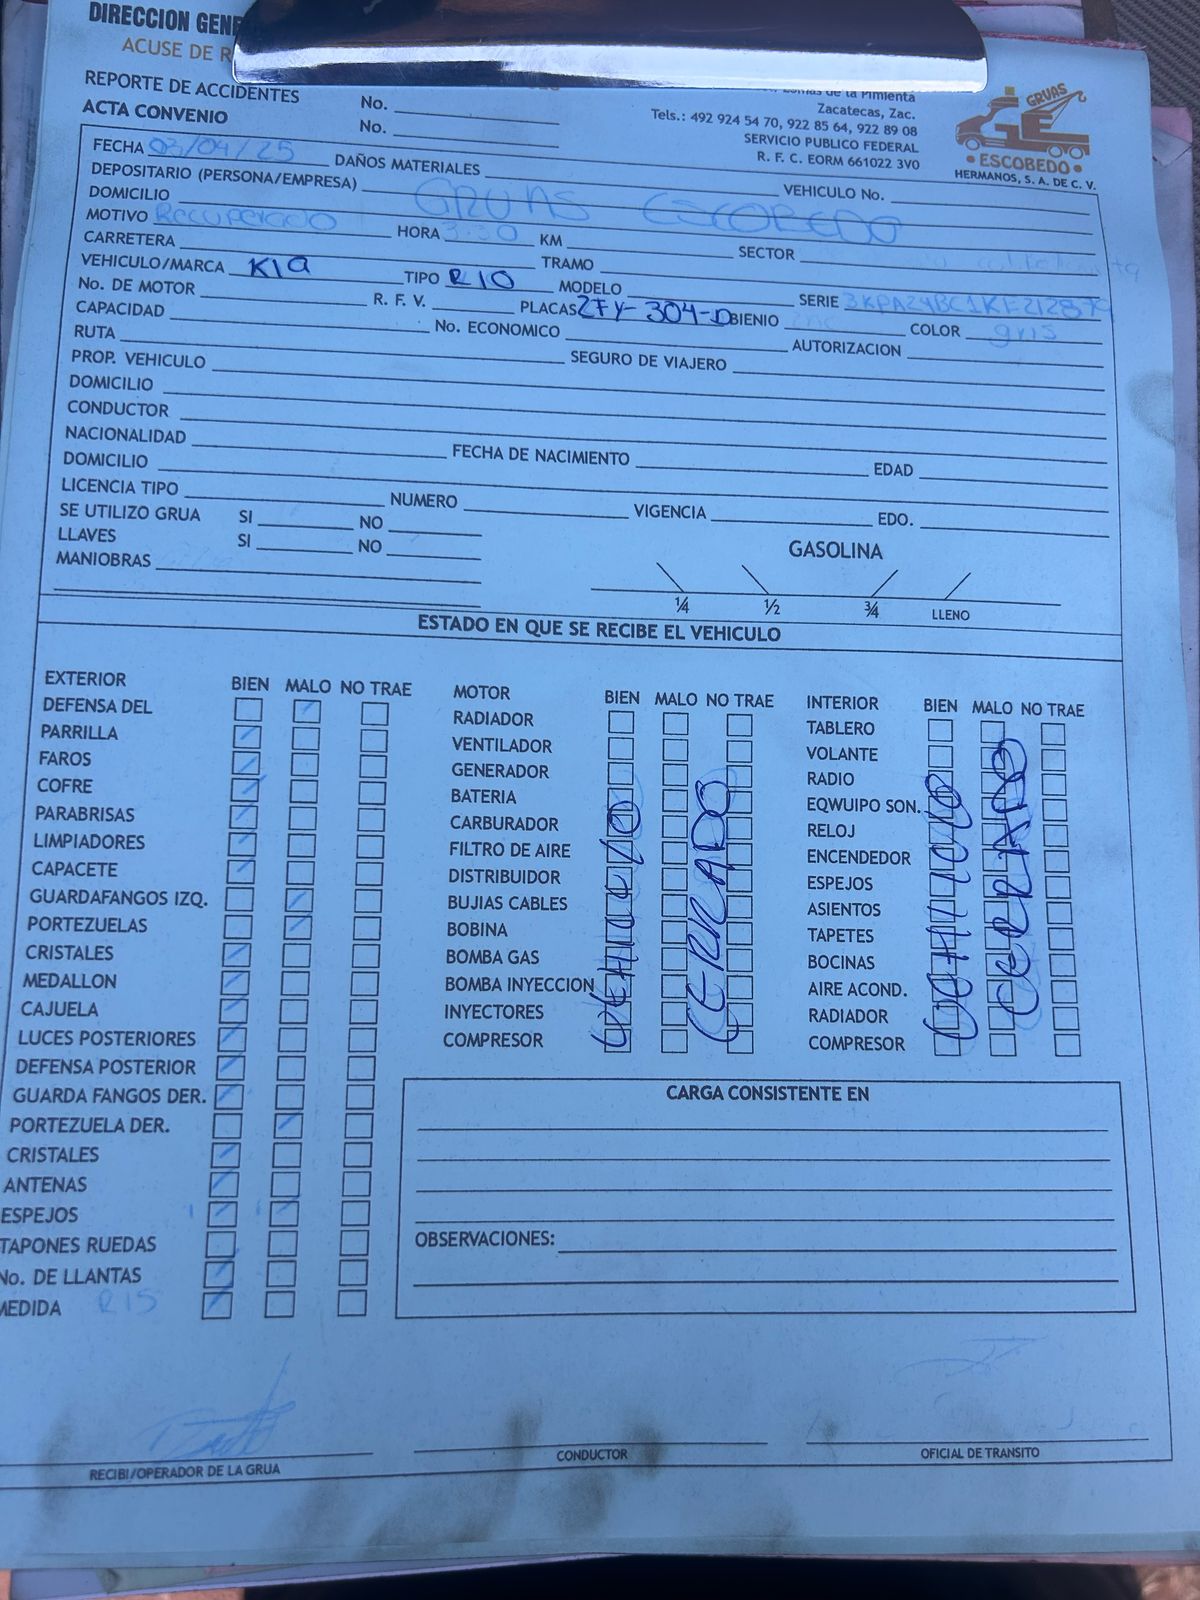 DIRECCION GENE
ACUSE DE R
REPORTE DE ACCIDENTES No.
ACTA CONVENIO No.
Lomas de la Pimienta
Zacatecas, Zac.
Tels.: 492 924 54 70, 922 85 64, 922 89 08
SERVICIO PUBLICO FEDERAL
R. F. C. EORM 661022 3V0
GRUAS
GE
• ESCOBEDO •
HERMANOS, S. A. DE C. V.
FECHA 03/04/25 DAÑOS MATERIALES VEHICULO No.
DEPOSITARIO (PERSONA/EMPRESA) GRUAS ESCOBEDO
DOMICILIO
MOTIVO Recuperado HORA 3:30 KM SECTOR
CARRETERA TRAMO
VEHICULO/MARCA KIA TIPO RIO MODELO SERIE 3KPA24BC1KE212879
No. DE MOTOR R. F. V. PLACAS ZFY-304-D BIENIO COLOR gris
CAPACIDAD No. ECONOMICO AUTORIZACION
RUTA SEGURO DE VIAJERO
PROP. VEHICULO
DOMICILIO
CONDUCTOR
NACIONALIDAD FECHA DE NACIMIENTO EDAD
DOMICILIO
LICENCIA TIPO NUMERO VIGENCIA EDO.
SE UTILIZO GRUA SI NO
LLAVES SI NO
MANIOBRAS
GASOLINA
1/4 1/2 3/4 LLENO
ESTADO EN QUE SE RECIBE EL VEHICULO
EXTERIOR BIEN MALO NO TRAE
DEFENSA DEL
PARRILLA
FAROS
COFRE
PARABRISAS
LIMPIADORES
CAPACETE
GUARDAFANGOS IZQ.
PORTEZUELAS
CRISTALES
MEDALLON
CAJUELA
LUCES POSTERIORES
DEFENSA POSTERIOR
GUARDA FANGOS DER.
PORTEZUELA DER.
CRISTALES
ANTENAS
ESPEJOS
TAPONES RUEDAS
No. DE LLANTAS
MEDIDA R15
MOTOR BIEN MALO NO TRAE
RADIADOR
VENTILADOR
GENERADOR
BATERIA
CARBURADOR
FILTRO DE AIRE
DISTRIBUIDOR
BUJIAS CABLES
BOBINA
BOMBA GAS
BOMBA INYECCION
INYECTORES
COMPRESOR
VEHICULO
CERRADO
INTERIOR BIEN MALO NO TRAE
TABLERO
VOLANTE
RADIO
EQWUIPO SON.
RELOJ
ENCENDEDOR
ESPEJOS
ASIENTOS
TAPETES
BOCINAS
AIRE ACOND.
RADIADOR
COMPRESOR
VEHICULO
CERRADO
CARGA CONSISTENTE EN
OBSERVACIONES:
RECIBI/OPERADOR DE LA GRUA
CONDUCTOR
OFICIAL DE TRANSITO